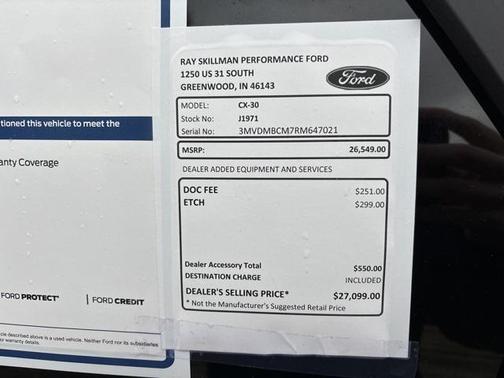 RAY SKILLMAN PERFORMANCE FORD
1250 US 31 SOUTH
GREENWOOD, IN 46143
Ford
MODEL: CX-30
Stock No: J1971
Serial No: 3MVDMBCM7RM647021
MSRP: 26,549.00
DEALER ADDED EQUIPMENT AND SERVICES
DOC FEE $251.00
ETCH $299.00
Dealer Accessory Total $550.00
DESTINATION CHARGE INCLUDED
DEALER'S SELLING PRICE* $27,099.00
* Not the Manufacturer's Suggested Retail Price
tioned this vehicle to meet the
anty Coverage
FORD PROTECT | FORD CREDIT
cle described above is a used vehicle. Neither Ford nor its subsidiaries
or warranty details.